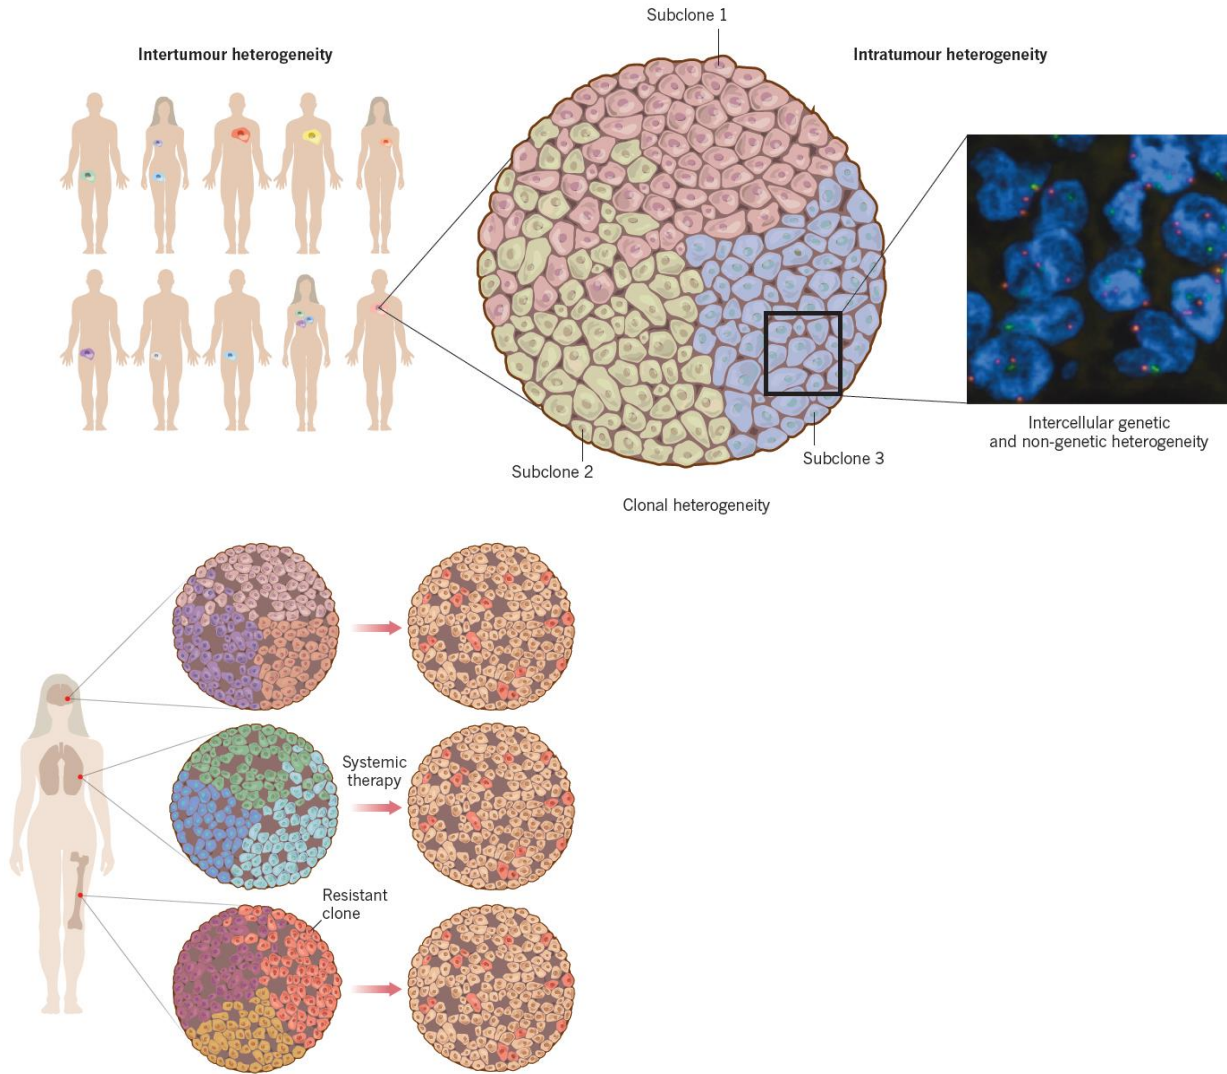 Subclone 1
Intertumour heterogeneity
Intratumour heterogeneity
Intercellular genetic
and non-genetic heterogeneity
Subclone 3
Subclone 2
Clonal heterogeneity
Systemic
therapy
Resistant
clone